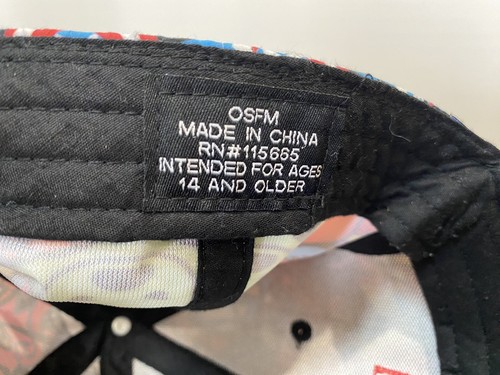 OSFM
MADE IN CHINA
RN#115665
INTENDED FOR AGES
14 AND OLDER